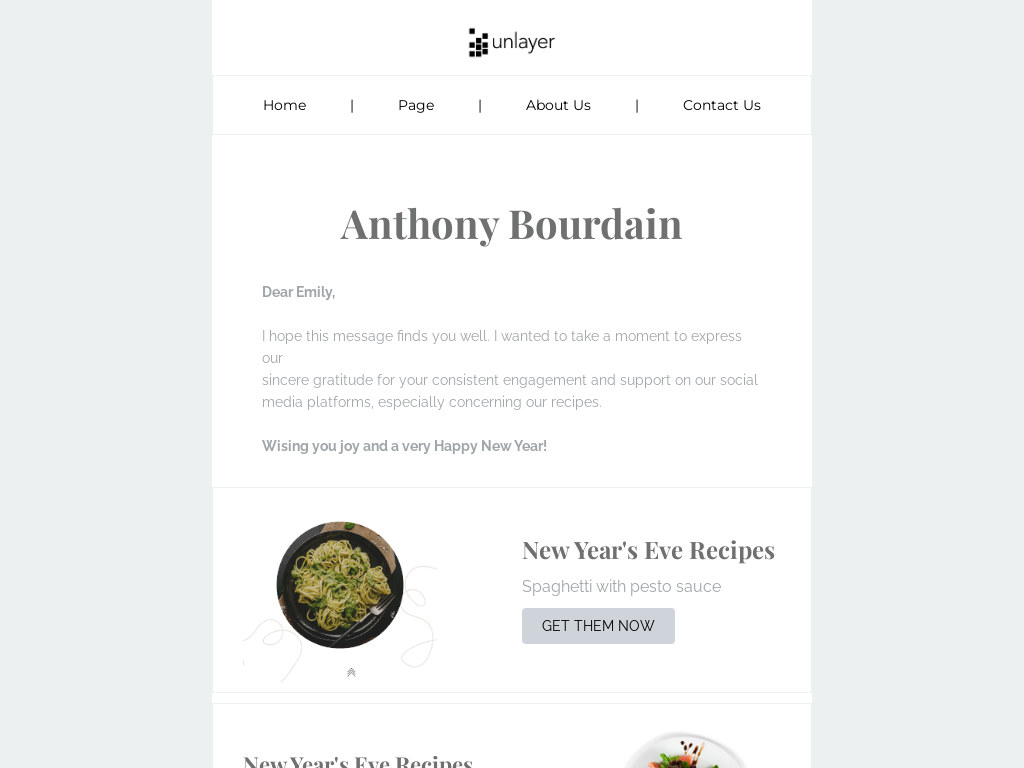 unlayer
Home | Page | About Us | Contact Us
Anthony Bourdain
Dear Emily,
I hope this message finds you well. I wanted to take a moment to express
our
sincere gratitude for your consistent engagement and support on our social
media platforms, especially concerning our recipes.
Wising you joy and a very Happy New Year!
New Year's Eve Recipes
Spaghetti with pesto sauce
GET THEM NOW
New Year's Eve Recipes